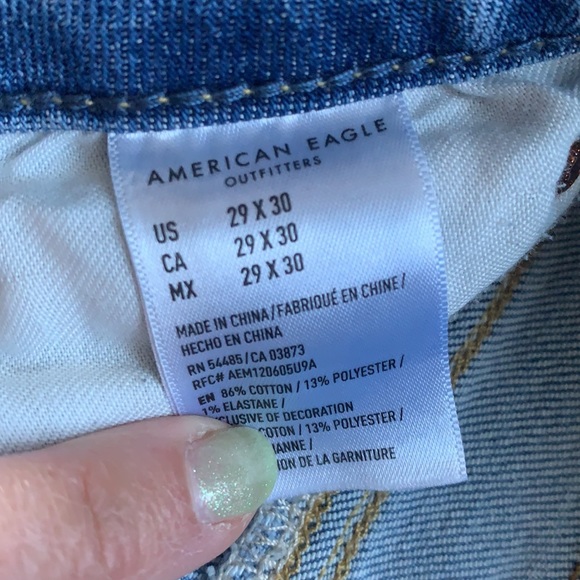 AMERICAN EAGLE
OUTFITTERS
US 29 X 30
CA 29 X 30
MX 29 X 30
MADE IN CHINA/FABRIQUÉ EN CHINE/
HECHO EN CHINA
RN 54485/CA 03873
RFC# AEM120605U9A
EN 86% COTTON / 13% POLYESTER /
1% ELASTANE /
OF DECORATION
/ 13% POLYESTER /
DE LA GARNITURE